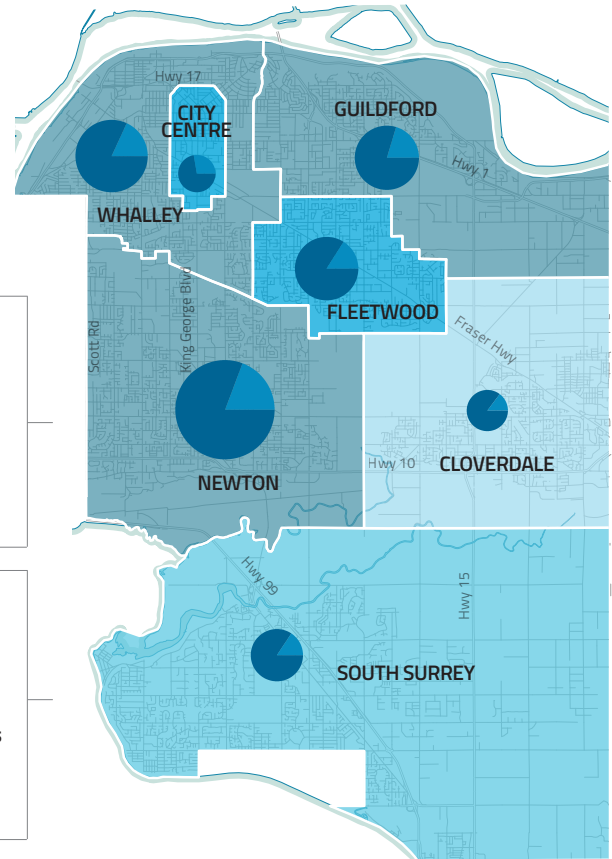 Hwy 17
CITY
CENTRE
GUILDFORD
Hwy 1
WHALLEY
King George Blvd
FLEETWOOD
Scott Rd
Fraser Hwy
Hwy 10
CLOVERDALE
NEWTON
Hwy 99
Hwy 15
SOUTH SURREY
s